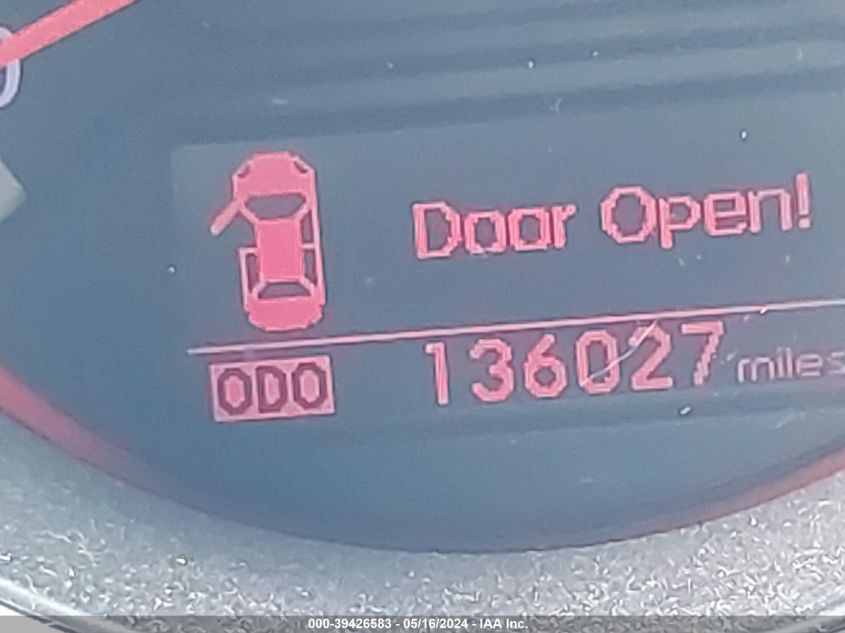 Door Open!
ODO 136027 miles
000-39426583 - 05/16/2024 - IAA Inc.